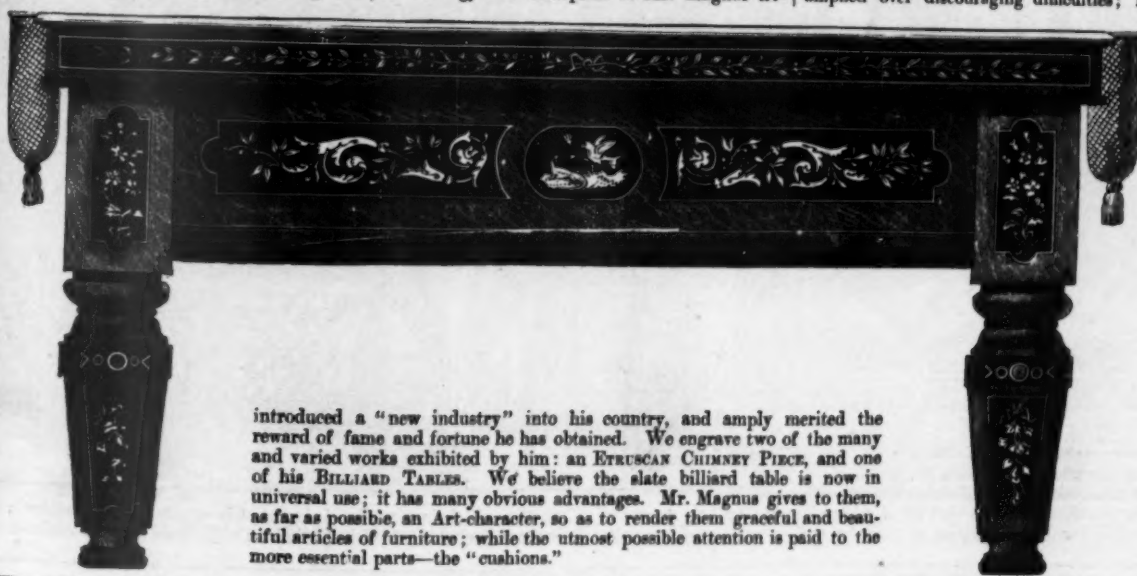 over discouraging difficulties;
introduced a “new industry” into his country, and amply merited the
reward of fame and fortune he has obtained. We engrave two of the many
and varied works exhibited by him: an ETRUSCAN CHIMNEY PIECE, and one
of his BILLIARD TABLES. We believe the slate billiard table is now in
universal use; it has many obvious advantages. Mr. Magnus gives to them,
as far as possible, an Art-character, so as to render them graceful and beau-
tiful articles of furniture; while the utmost possible attention is paid to the
more essential parts—the “cushions.”